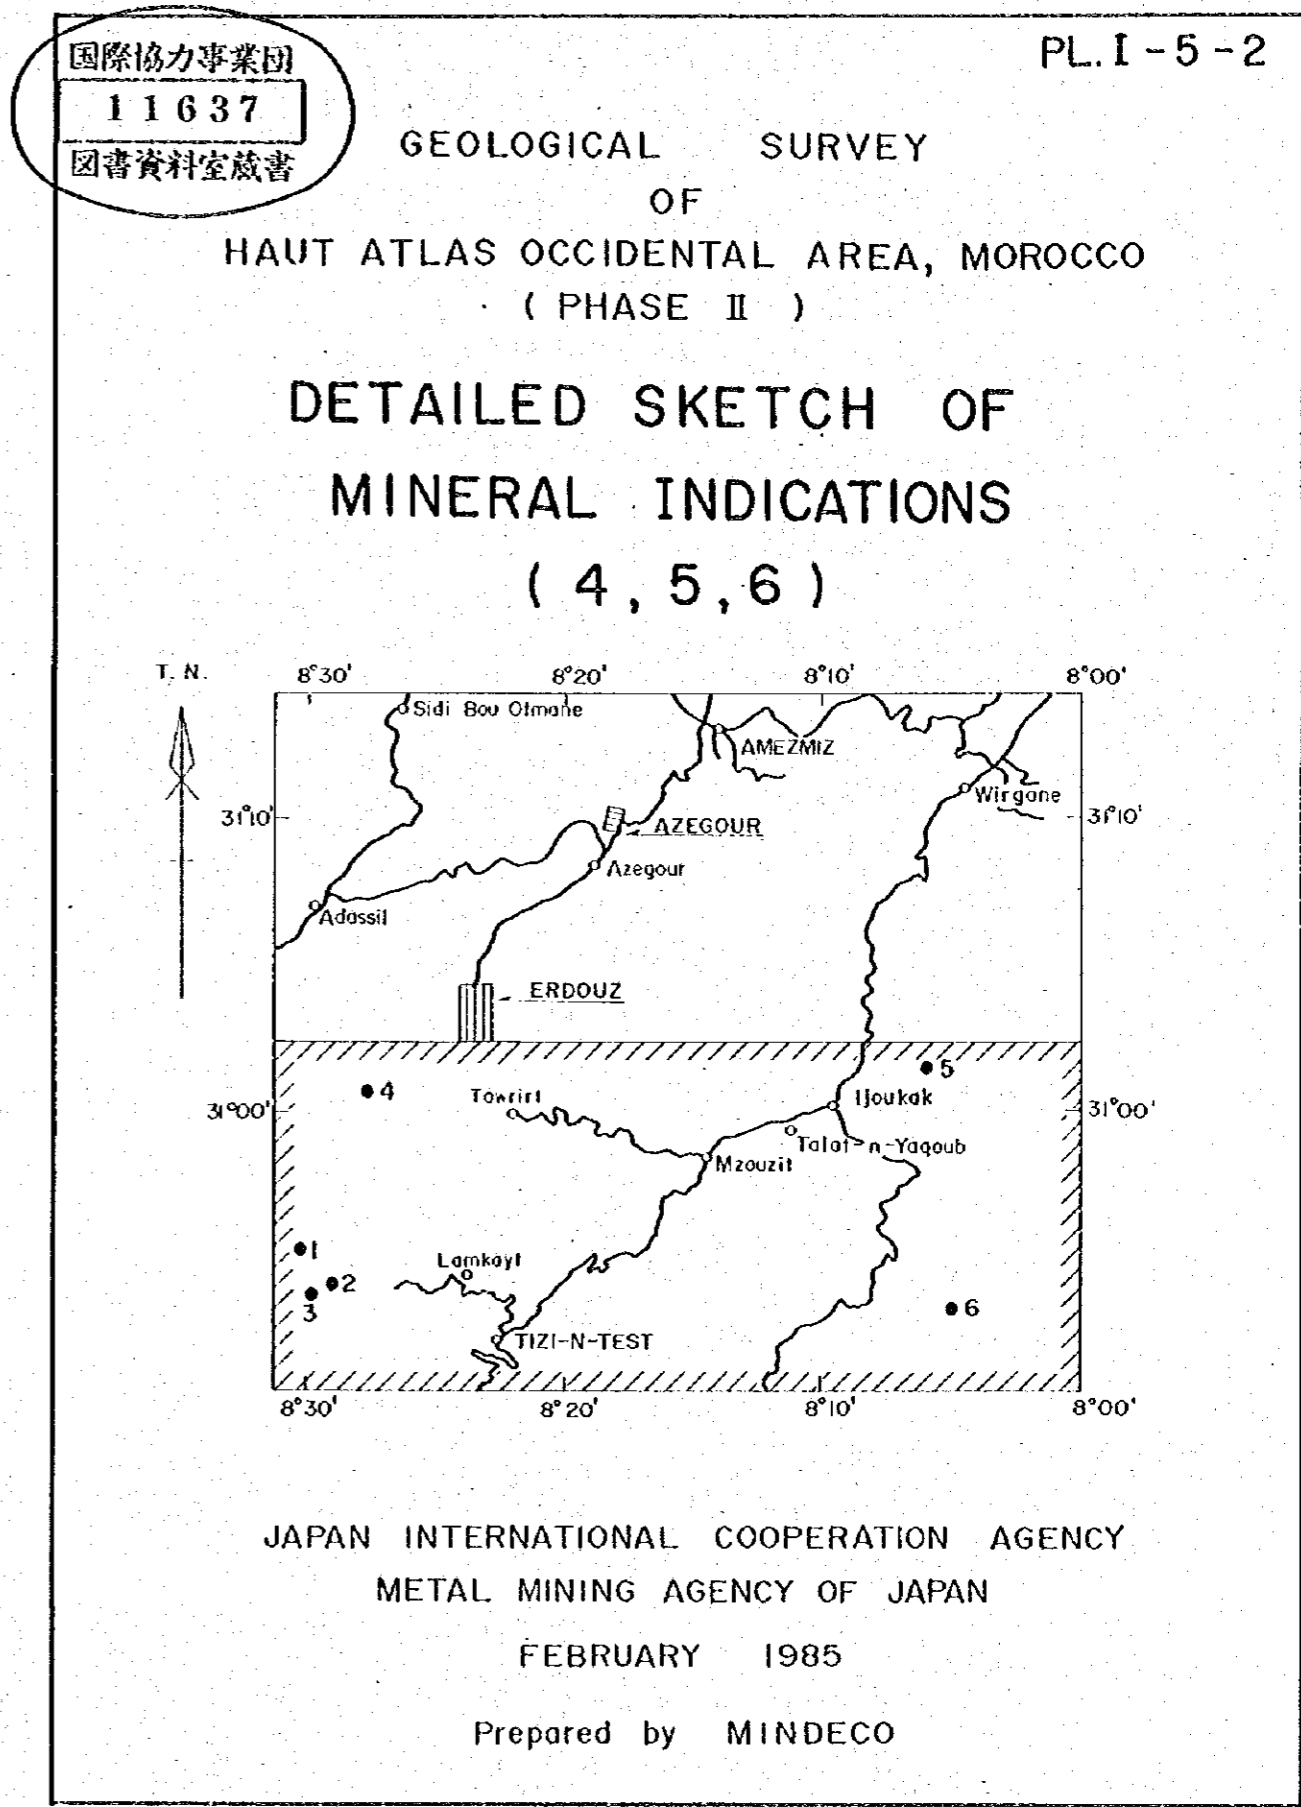 PL. I - 5 - 2
国際協力事業団
11637
図書資料室蔵書
GEOLOGICAL SURVEY
OF
HAUT ATLAS OCCIDENTAL AREA, MOROCCO
( PHASE II )
DETAILED SKETCH OF
MINERAL INDICATIONS
( 4 , 5 , 6 )
T. N.
8°30' 8°20' 8°10' 8°00'
Sidi Bou Otmane
AMEZMIZ
Wirgane
31°10' 31°10'
AZEGOUR
Azegour
Adassil
ERDOUZ
5
4
Tawrirt
Ijoukak
31°00' 31°00'
Talat-n-Yaqoub
Mzouzit
1
Lamkayt
2
3
6
TIZI-N-TEST
8°30' 8°20' 8°10' 8°00'
JAPAN INTERNATIONAL COOPERATION AGENCY
METAL MINING AGENCY OF JAPAN
FEBRUARY 1985
Prepared by MINDECO